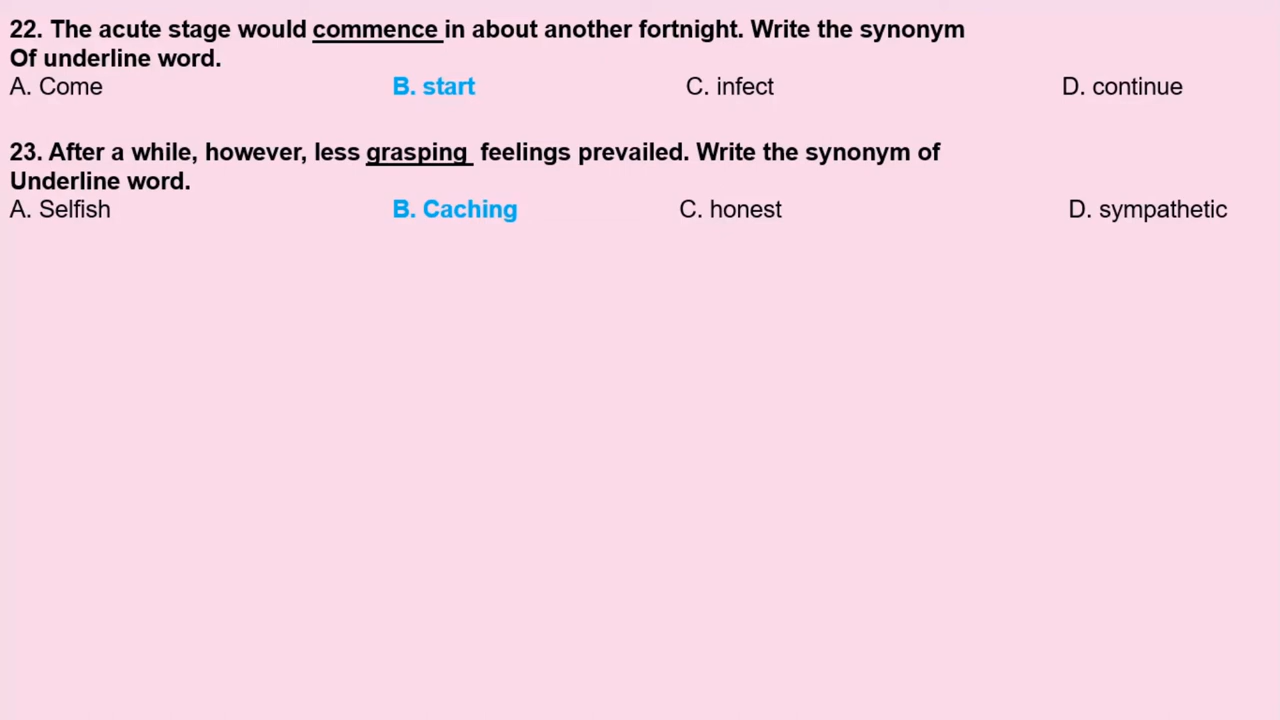 22. The acute stage would commence in about another fortnight. Write the synonym
Of underline word.
A. Come B. start C. infect D. continue
23. After a while, however, less grasping feelings prevailed. Write the synonym of
Underline word.
A. Selfish B. Caching C. honest D. sympathetic